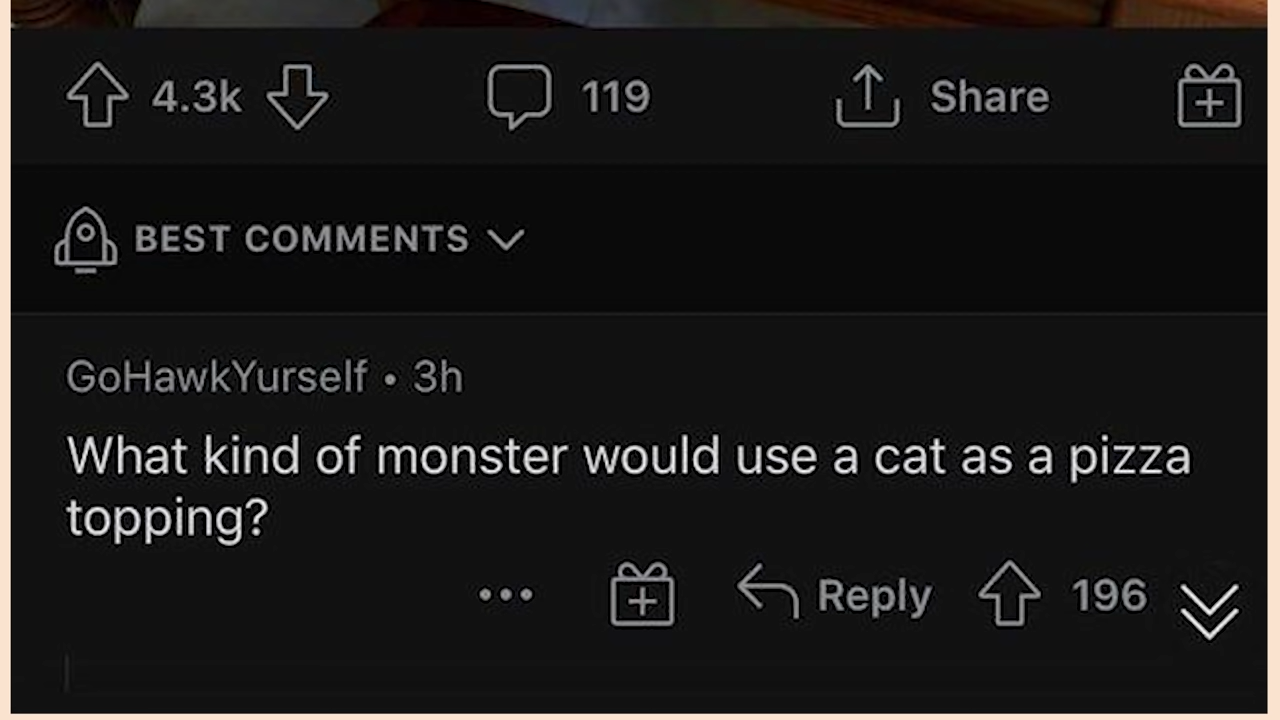 4.3k 119 Share
BEST COMMENTS
GoHawkYurself • 3h
What kind of monster would use a cat as a pizza
topping?
Reply 196